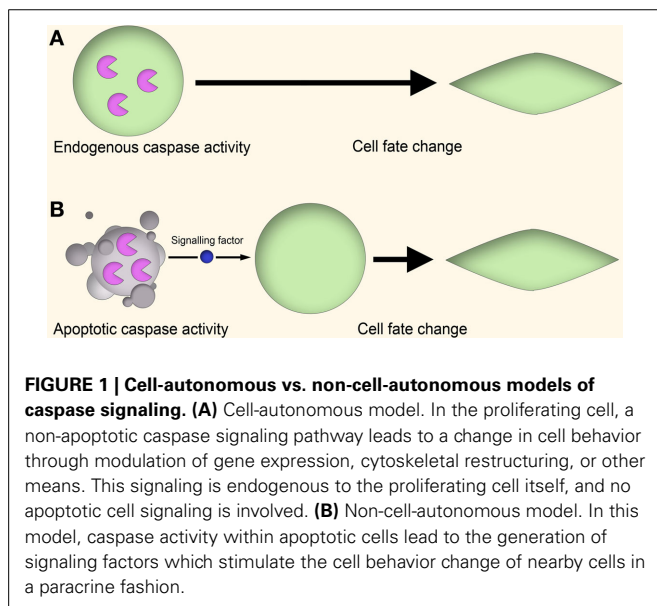 A
Endogenous caspase activity
Cell fate change
B
Signalling factor
Apoptotic caspase activity
Cell fate change
FIGURE 1 | Cell-autonomous vs. non-cell-autonomous models of
caspase signaling. (A) Cell-autonomous model. In the proliferating cell, a
non-apoptotic caspase signaling pathway leads to a change in cell behavior
through modulation of gene expression, cytoskeletal restructuring, or other
means. This signaling is endogenous to the proliferating cell itself, and no
apoptotic cell signaling is involved. (B) Non-cell-autonomous model. In this
model, caspase activity within apoptotic cells lead to the generation of
signaling factors which stimulate the cell behavior change of nearby cells in
a paracrine fashion.